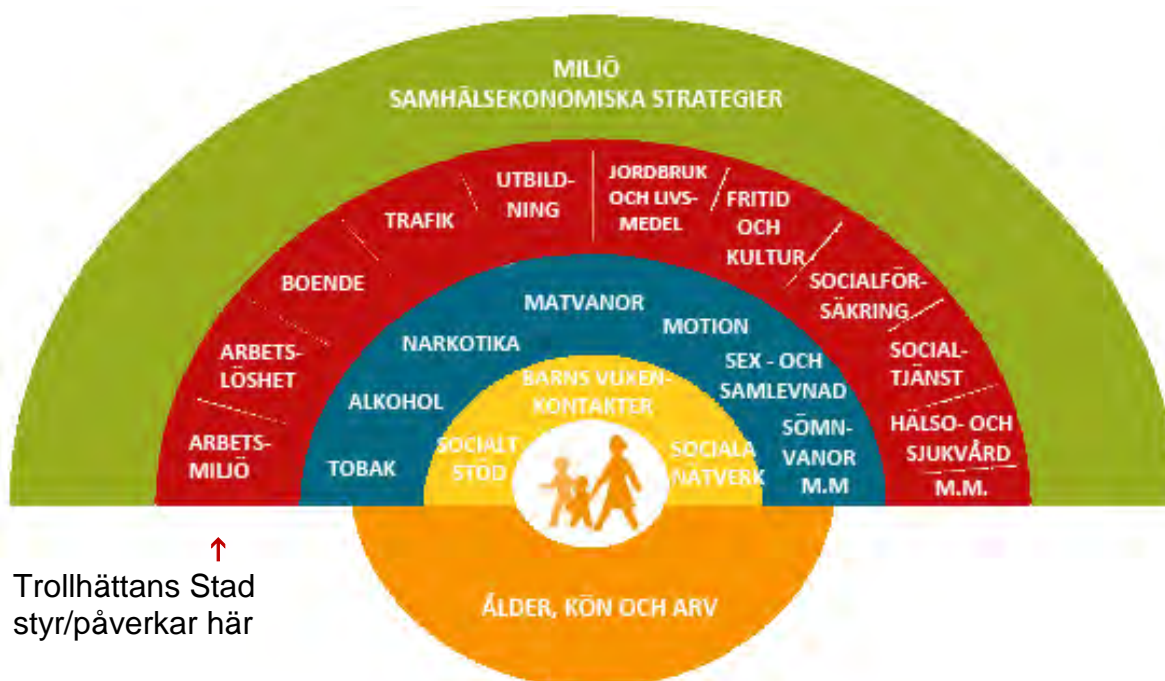 MILJÖ
SAMHÄLSEKONOMISKA STRATEGIER
ARBETS-
MILJÖ
ARBETS-
LÖSHET
BOENDE
TRAFIK
UTBILD-
NING
JORDBRUK
OCH LIVS-
MEDEL
FRITID
OCH
KULTUR
SOCIALFÖR-
SÄKRING
SOCIAL-
TJÄNST
HÄLSO- OCH
SJUKVÅRD
M.M.
TOBAK
ALKOHOL
NARKOTIKA
MATVANOR
MOTION
SEX - OCH
SAMLEVNAD
SÖMN-
VANOR
M.M
SOCIALT
STÖD
BARNS VUXEN-
KONTAKTER
SOCIALA
NÄTVERK
ÅLDER, KÖN OCH ARV
↑
Trollhättans Stad
styr/påverkar här